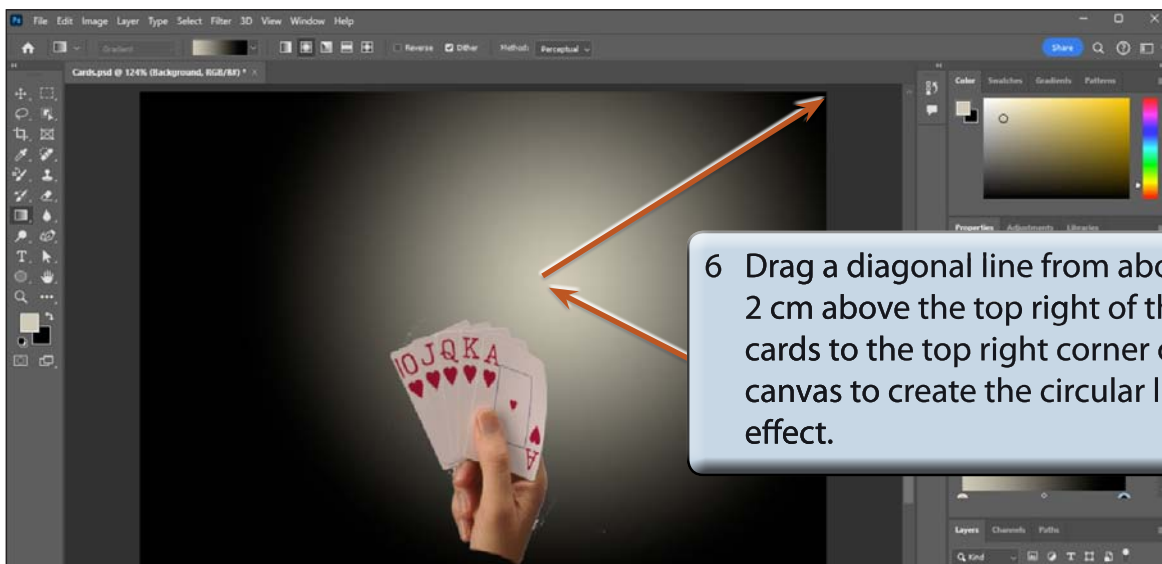 Ps File Edit Image Layer Type Select Filter 3D View Window Help
Gradient Reverse Dither Method: Perceptual Share
Cards.psd @ 124% (Background, RGB/8#) * ×
Color Swatches Gradients Patterns
Properties Adjustments Libraries
6 Drag a diagonal line from abo
2 cm above the top right of th
cards to the top right corner o
canvas to create the circular l
effect.
10 J Q K A
A
Layers Channels Paths
Kind